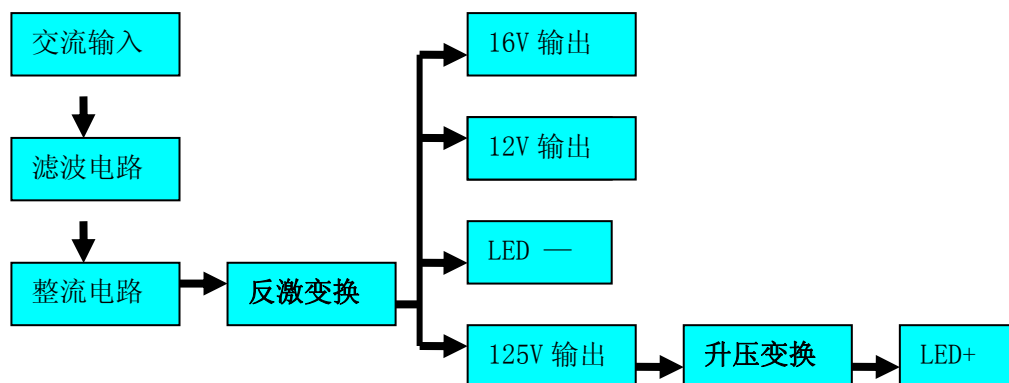 交流输入
滤波电路
整流电路
反激变换
16V 输出
12V 输出
LED —
125V 输出
升压变换
LED+